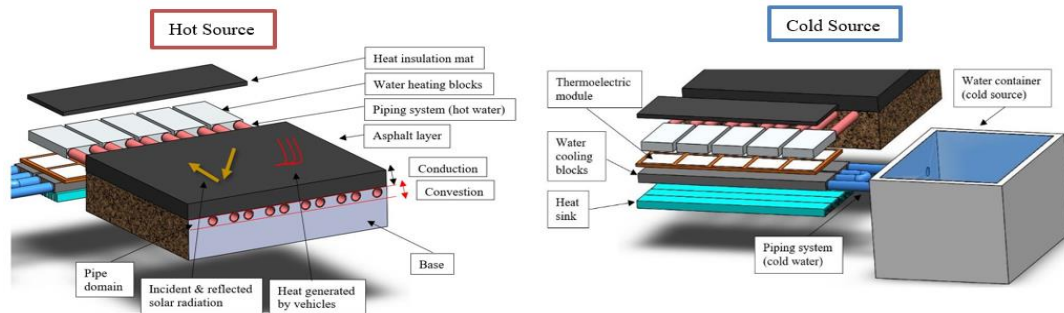 Hot Source
Heat insulation mat
Water heating blocks
Piping system (hot water)
Asphalt layer
Conduction
Convestion
Base
Pipe
domain
Incident & reflected
solar radiation
Heat generated
by vehicles
Cold Source
Thermoelectric
module
Water container
(cold source)
Water
cooling
blocks
Heat
sink
Piping system
(cold water)